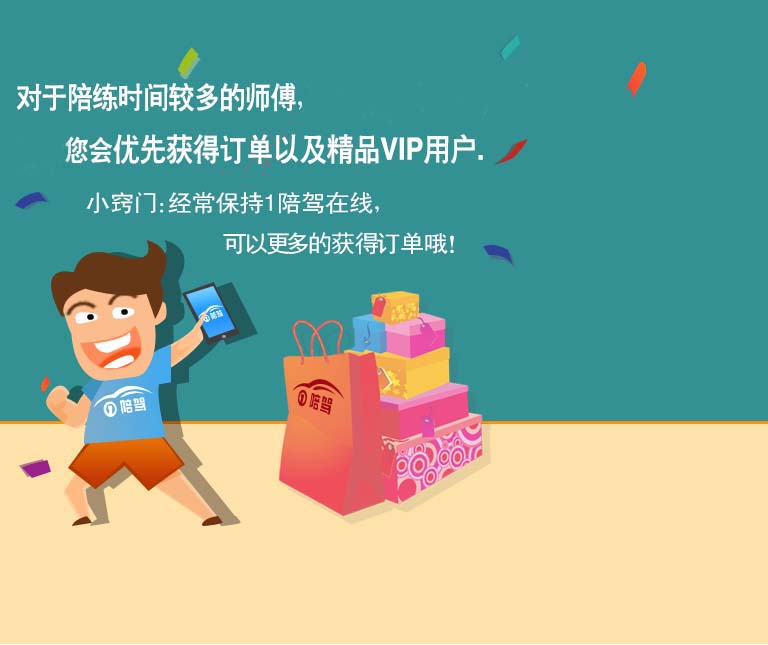 对于陪练时间较多的师傅，
您会优先获得订单以及精品VIP用户.
小窍门：经常保持1陪驾在线，
可以更多的获得订单哦！
陪驾
1陪驾
1陪驾